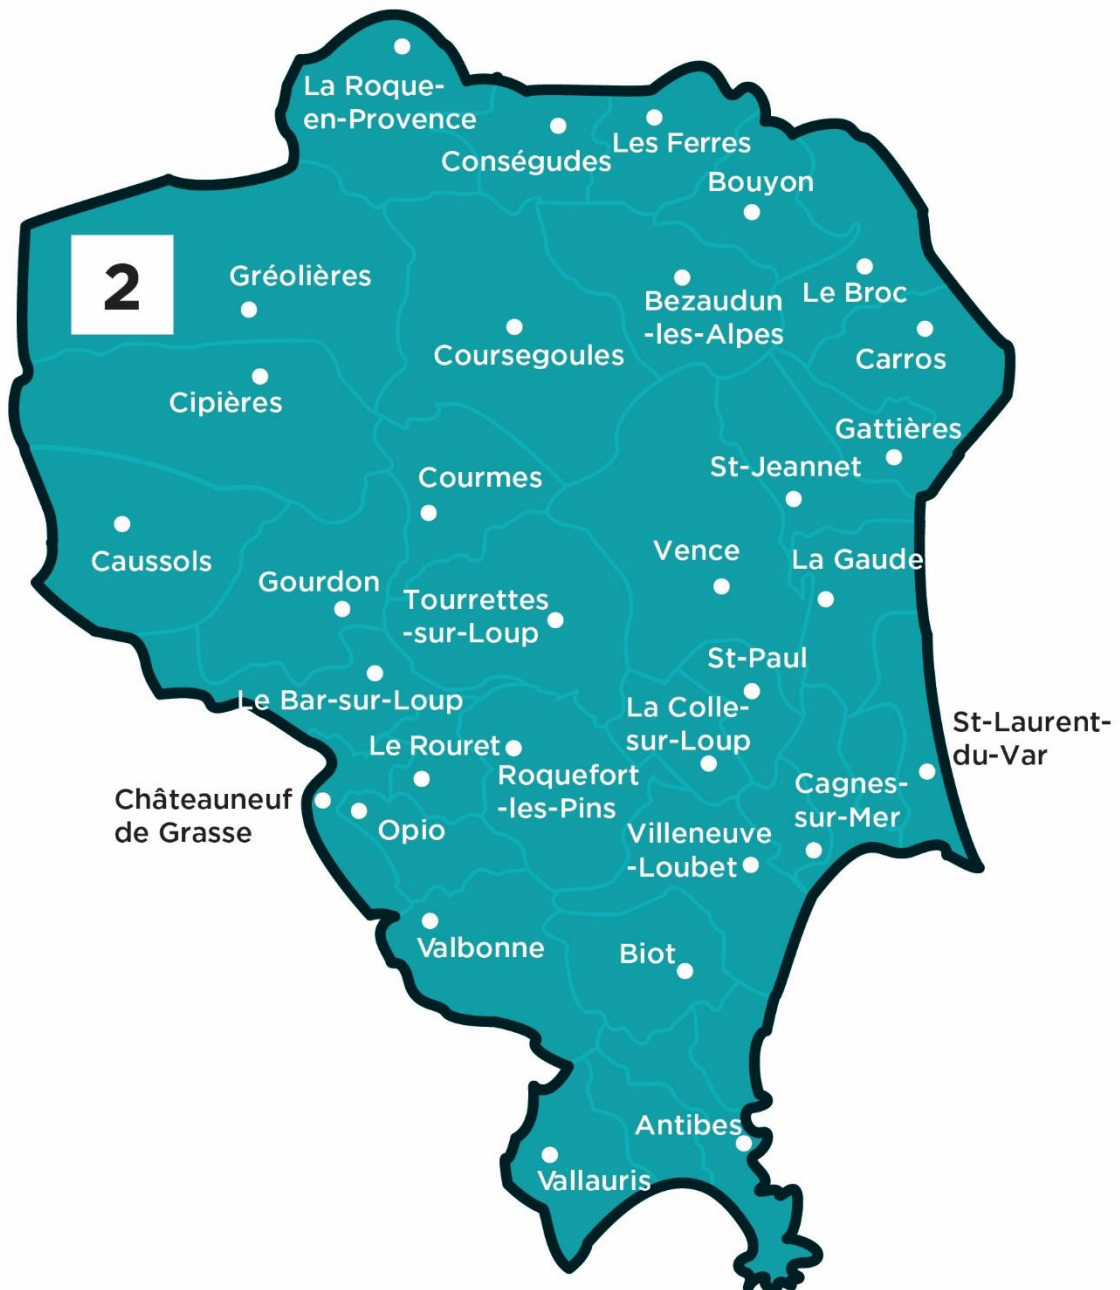 La Roque-
en-Provence
Conségudes
Les Ferres
Bouyon
2
Gréolières
Bezaudun
-les-Alpes
Le Broc
Coursegoules
Carros
Cipières
Gattières
St-Jeannet
Courmes
Caussols
Vence
La Gaude
Gourdon
Tourrettes
-sur-Loup
St-Paul
Le Bar-sur-Loup
La Colle-
sur-Loup
St-Laurent-
du-Var
Le Rouret
Roquefort
-les-Pins
Cagnes-
sur-Mer
Châteauneuf
de Grasse
Opio
Villeneuve
-Loubet
Valbonne
Biot
Antibes
Vallauris